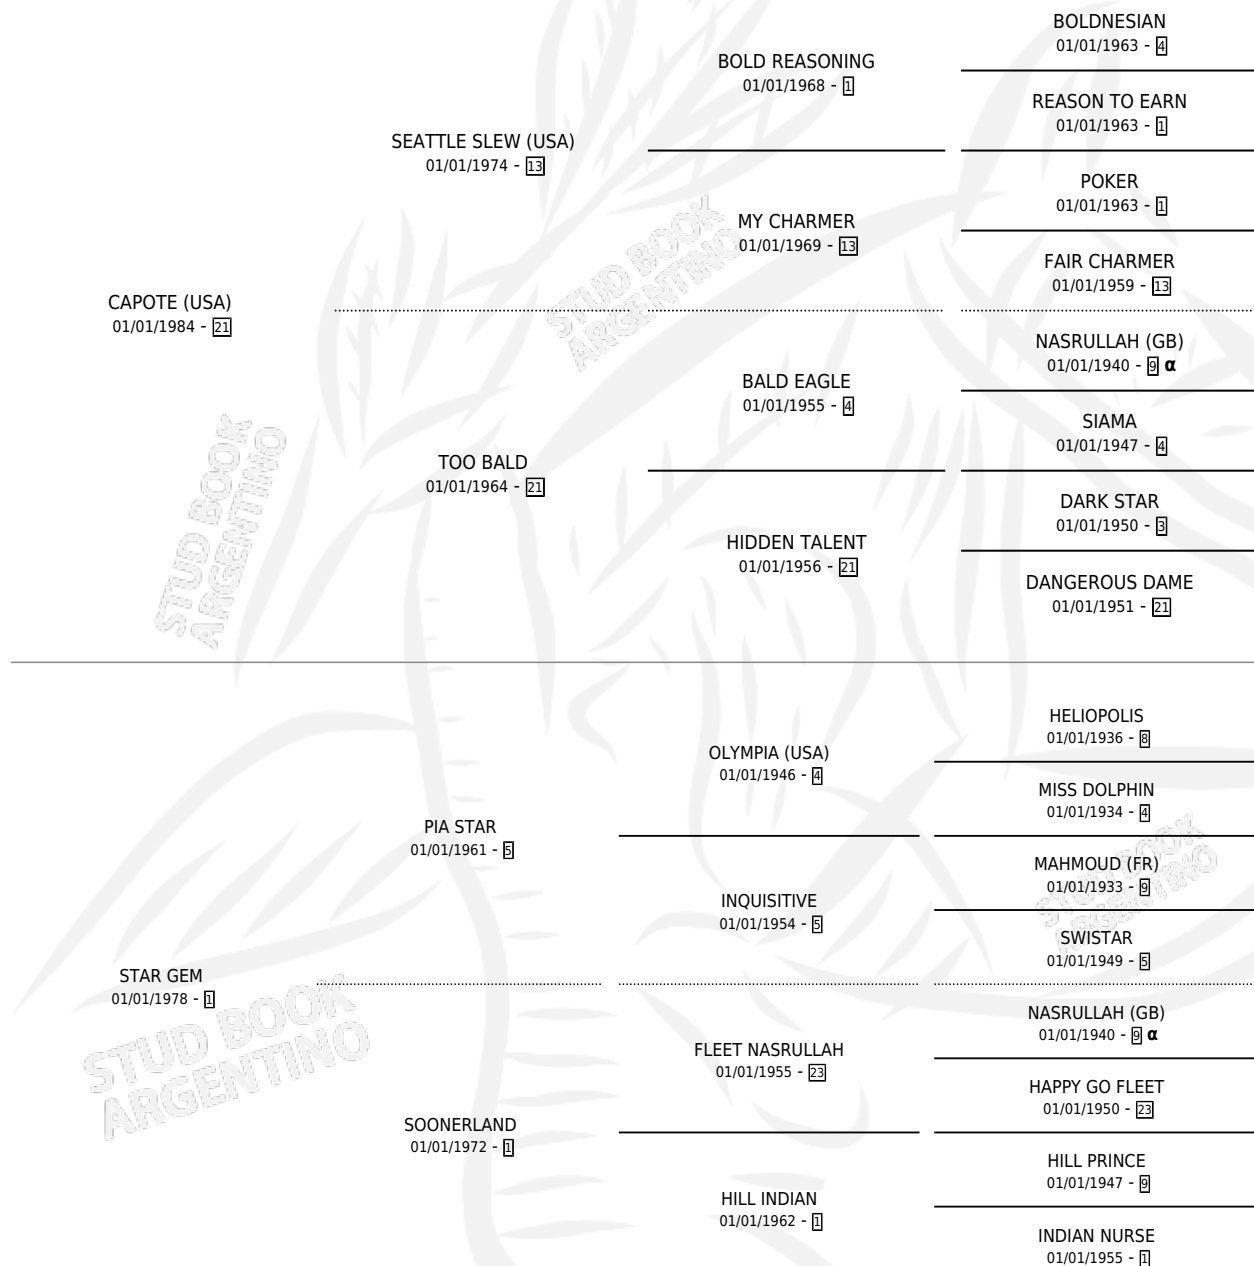 BOLDNESIAN
01/01/1963 - 4
BOLD REASONING
01/01/1968 - 1
REASON TO EARN
01/01/1963 - 1
SEATTLE SLEW (USA)
01/01/1974 - 13
POKER
01/01/1963 - 1
MY CHARMER
01/01/1969 - 13
FAIR CHARMER
01/01/1959 - 13
STUD BOOK
ARGENTINO
CAPOTE (USA)
01/01/1984 - 21
NASRULLAH (GB)
01/01/1940 - 9 α
BALD EAGLE
01/01/1955 - 4
SIAMA
01/01/1947 - 4
TOO BALD
01/01/1964 - 21
DARK STAR
01/01/1950 - 3
HIDDEN TALENT
01/01/1956 - 21
DANGEROUS DAME
01/01/1951 - 21
STUD BOOK
ARGENTINO
HELIOPOLIS
01/01/1936 - 8
OLYMPIA (USA)
01/01/1946 - 4
MISS DOLPHIN
01/01/1934 - 4
PIA STAR
01/01/1961 - 5
MAHMOUD (FR)
01/01/1933 - 9
STUD BOOK
ARGENTINO
INQUISITIVE
01/01/1954 - 5
SWISTAR
01/01/1949 - 5
STAR GEM
01/01/1978 - 1
STUD BOOK
ARGENTINO
NASRULLAH (GB)
01/01/1940 - 9 α
FLEET NASRULLAH
01/01/1955 - 23
HAPPY GO FLEET
01/01/1950 - 23
SOONERLAND
01/01/1972 - 1
HILL PRINCE
01/01/1947 - 9
HILL INDIAN
01/01/1962 - 1
INDIAN NURSE
01/01/1955 - 1